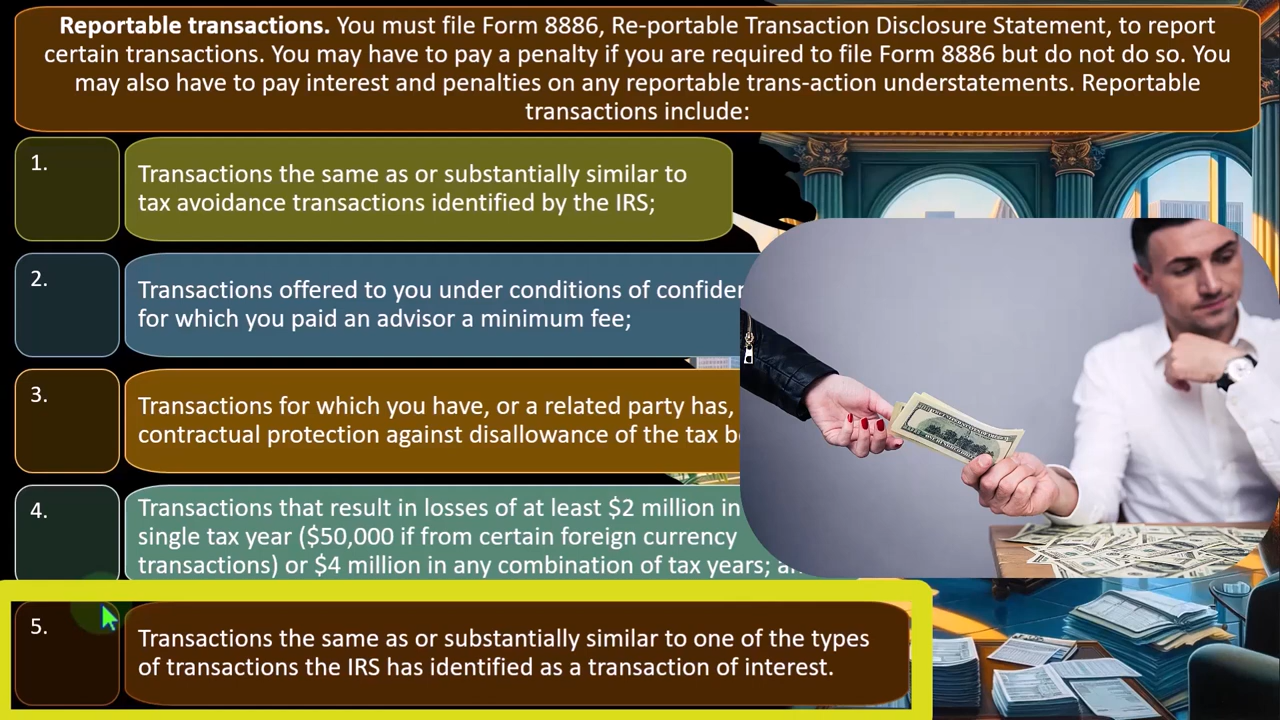 Reportable transactions. You must file Form 8886, Re-portable Transaction Disclosure Statement, to report
certain transactions. You may have to pay a penalty if you are required to file Form 8886 but do not do so. You
may also have to pay interest and penalties on any reportable trans-action understatements. Reportable
transactions include:
1.
Transactions the same as or substantially similar to
tax avoidance transactions identified by the IRS;
2.
Transactions offered to you under conditions of
for which you paid an advisor a minimum fee;
3.
Transactions for which you have, or a related party has,
contractual protection against disallowance of the tax
4.
Transactions that result in losses of at least $2 million in
single tax year ($50,000 if from certain foreign currency
transactions) or $4 million in any combination of tax years;
5.
Transactions the same as or substantially similar to one of the types
of transactions the IRS has identified as a transaction of interest.